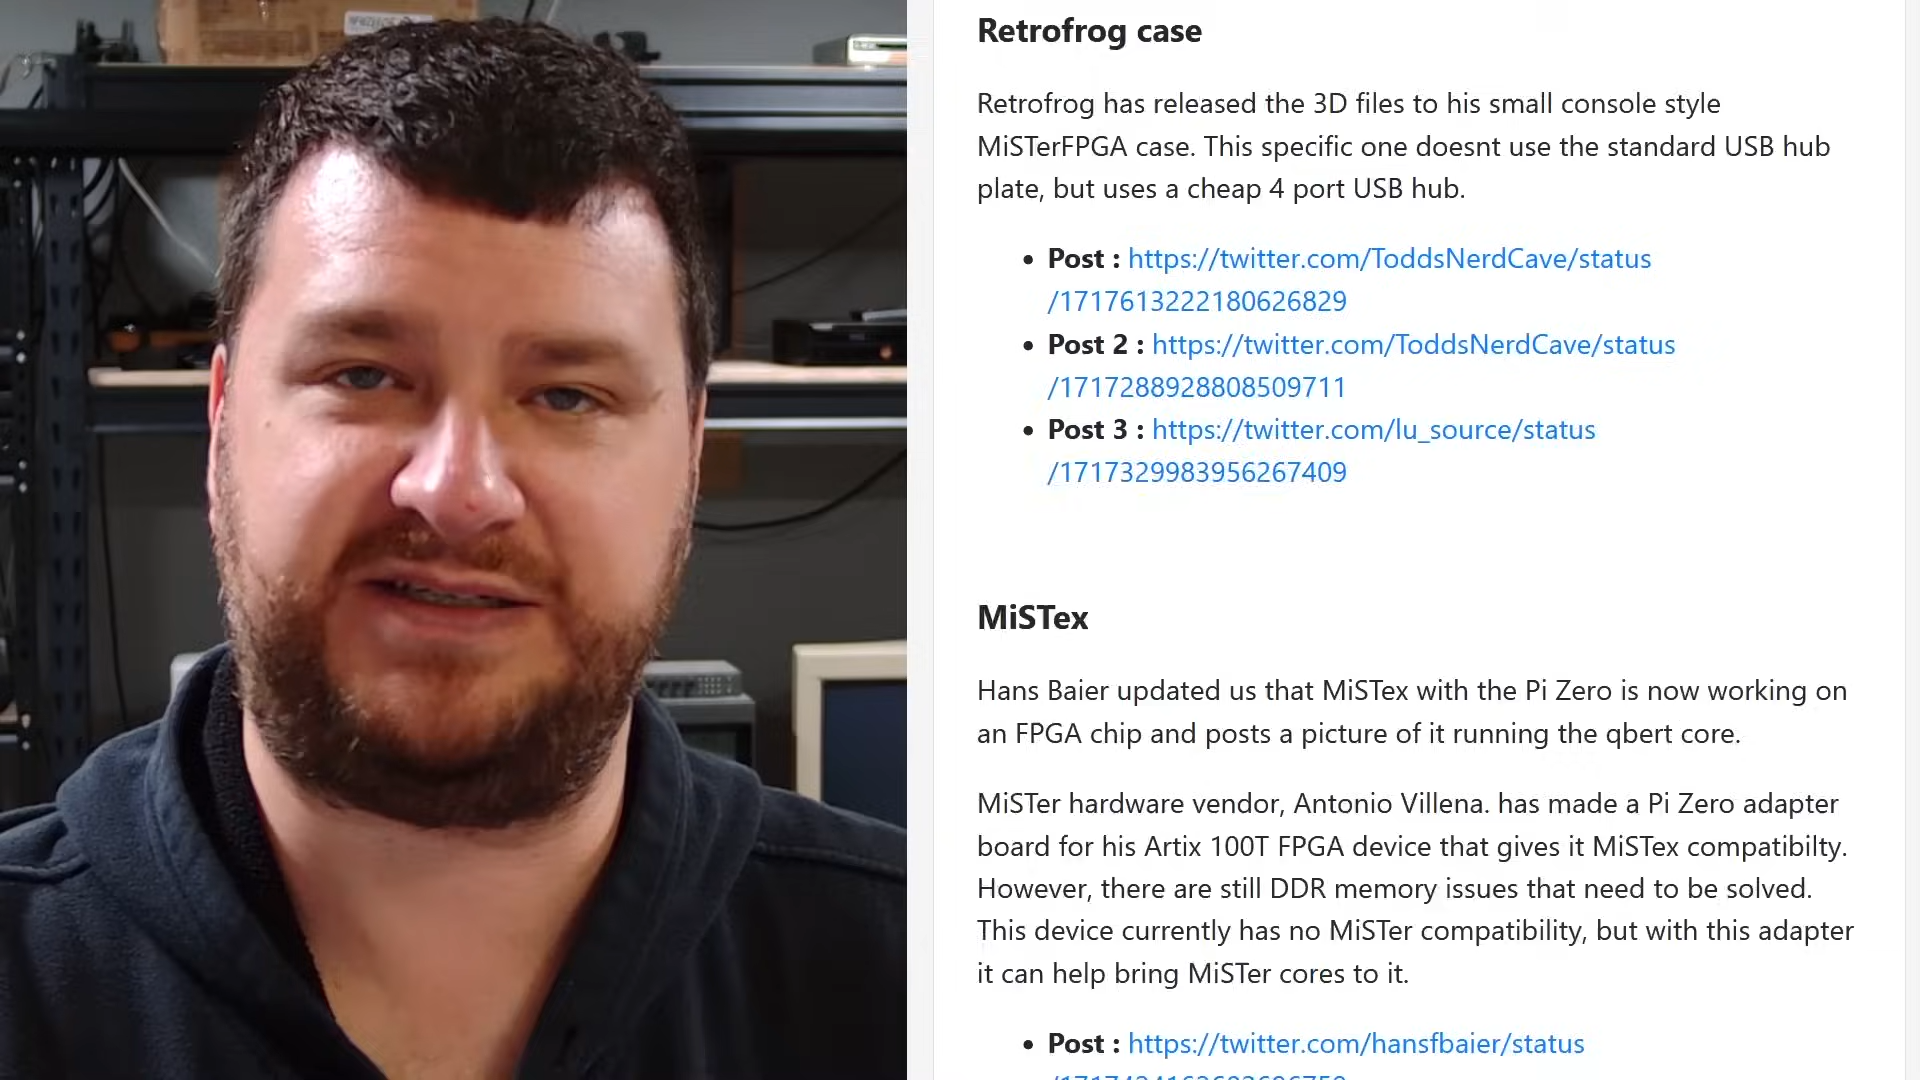 Retrofrog case
Retrofrog has released the 3D files to his small console style
MiSTerFPGA case. This specific one doesnt use the standard USB hub
plate, but uses a cheap 4 port USB hub.
Post : https://twitter.com/ToddsNerdCave/status
/1717613222180626829
Post 2 : https://twitter.com/ToddsNerdCave/status
/1717288928808509711
Post 3 : https://twitter.com/lu_source/status
/1717329983956267409
MiSTex
Hans Baier updated us that MiSTex with the Pi Zero is now working on
an FPGA chip and posts a picture of it running the qbert core.
MiSTer hardware vendor, Antonio Villena. has made a Pi Zero adapter
board for his Artix 100T FPGA device that gives it MiSTex compatibilty.
However, there are still DDR memory issues that need to be solved.
This device currently has no MiSTer compatibility, but with this adapter
it can help bring MiSTer cores to it.
Post : https://twitter.com/hansfbaier/status